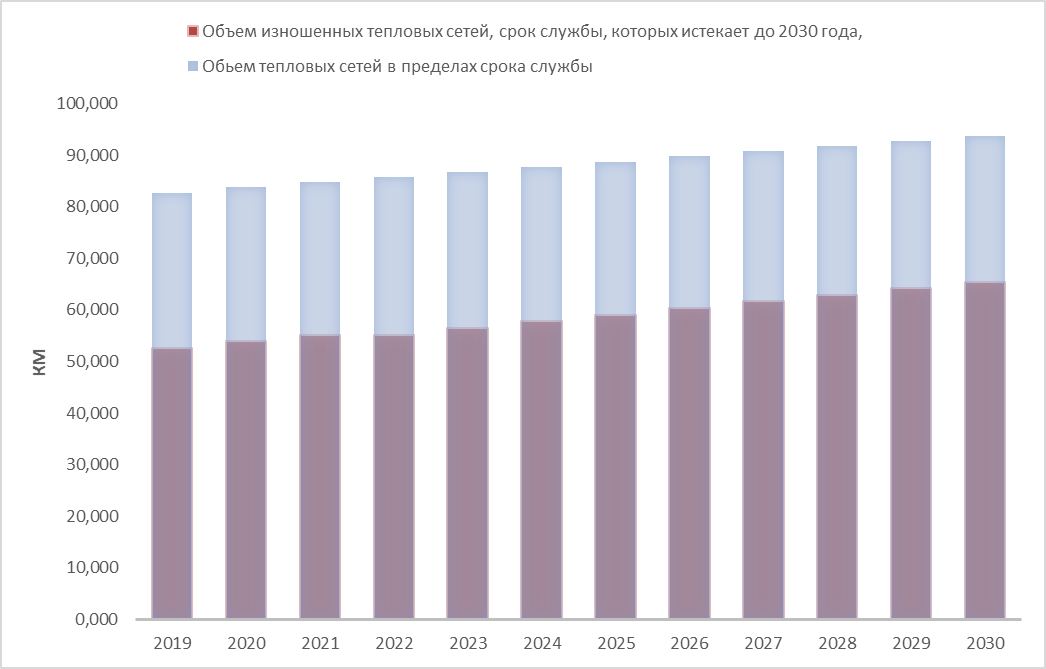 Объем изношенных тепловых сетей, срок службы, которых истекает до 2030 года,
Обьем тепловых сетей в пределах срока службы
100,000
90,000
80,000
70,000
60,000
50,000
40,000
30,000
20,000
10,000
0,000
КМ
2019 2020 2021 2022 2023 2024 2025 2026 2027 2028 2029 2030